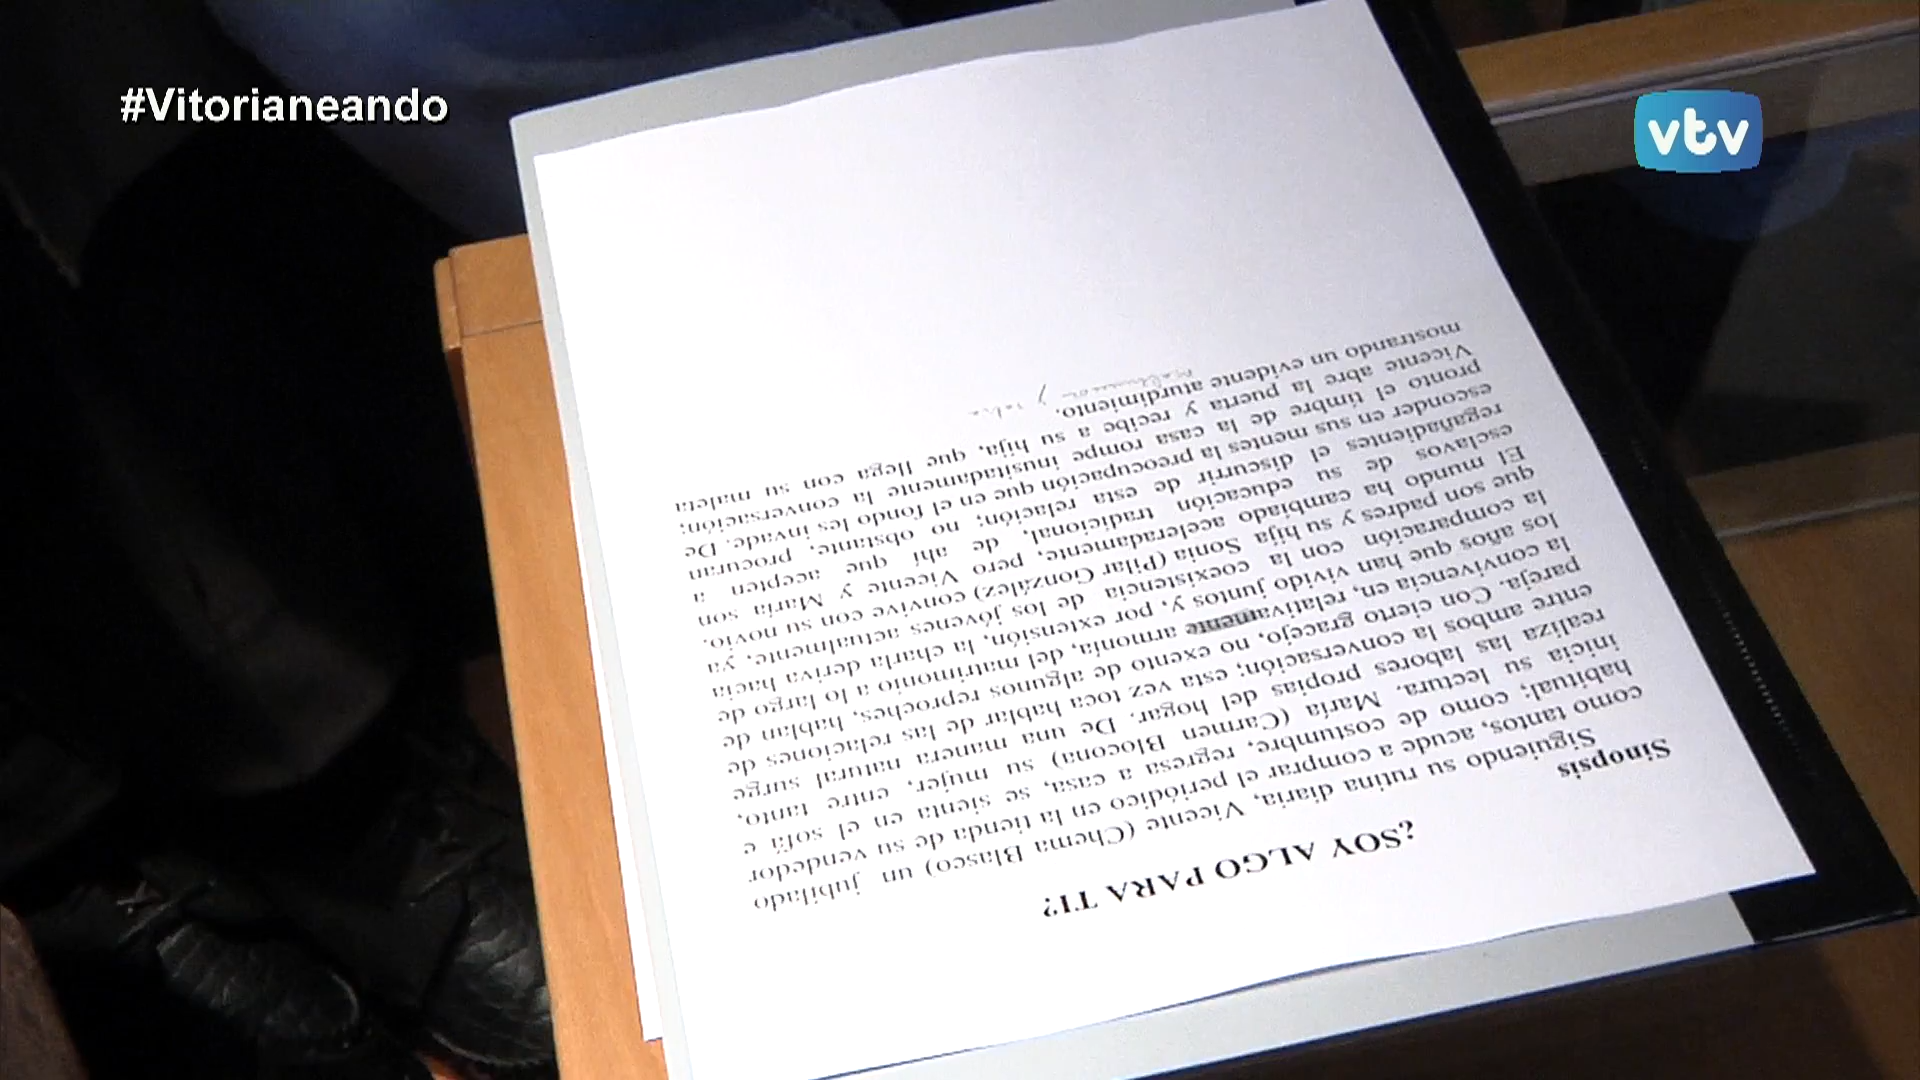 #Vitorianeando
vtv
¿SOY ALGO PARA TI?
Sinopsis
Siguiendo su rutina diaria, Vicente (Chema Blasco) un jubilado
como tantos, acude a comprar el periódico en la tienda de su vendedor
habitual; como de costumbre, regresa a casa, se sienta en el sofá e
inicia su lectura. María (Carmen Blocona) su mujer, entre tanto,
realiza las labores propias del hogar. De una manera natural surge
entre ambos la conversación; esta vez toca hablar de las relaciones de
pareja. Con cierto gracejo, no exento de algunos reproches, hablan de
la convivencia en, relativamente armonía, del matrimonio a lo largo de
los años que han vivido juntos y, por extensión, la charla deriva hacia
la comparación con la coexistencia de los jóvenes actualmente, ya
que son padres y su hija Sonia (Pilar González) convive con su novio.
El mundo ha cambiado aceleradamente, pero Vicente y María son
esclavos de su educación tradicional, de ahí que acepten a
regañadientes el discurrir de esta relación; no obstante, procuran
esconder en sus mentes la preocupación que en el fondo les invade. De
pronto el timbre de la casa rompe inusitadamente la conversación;
Vicente abre la puerta y recibe a su hija, que llega con su maleta
mostrando un evidente aturdimiento.